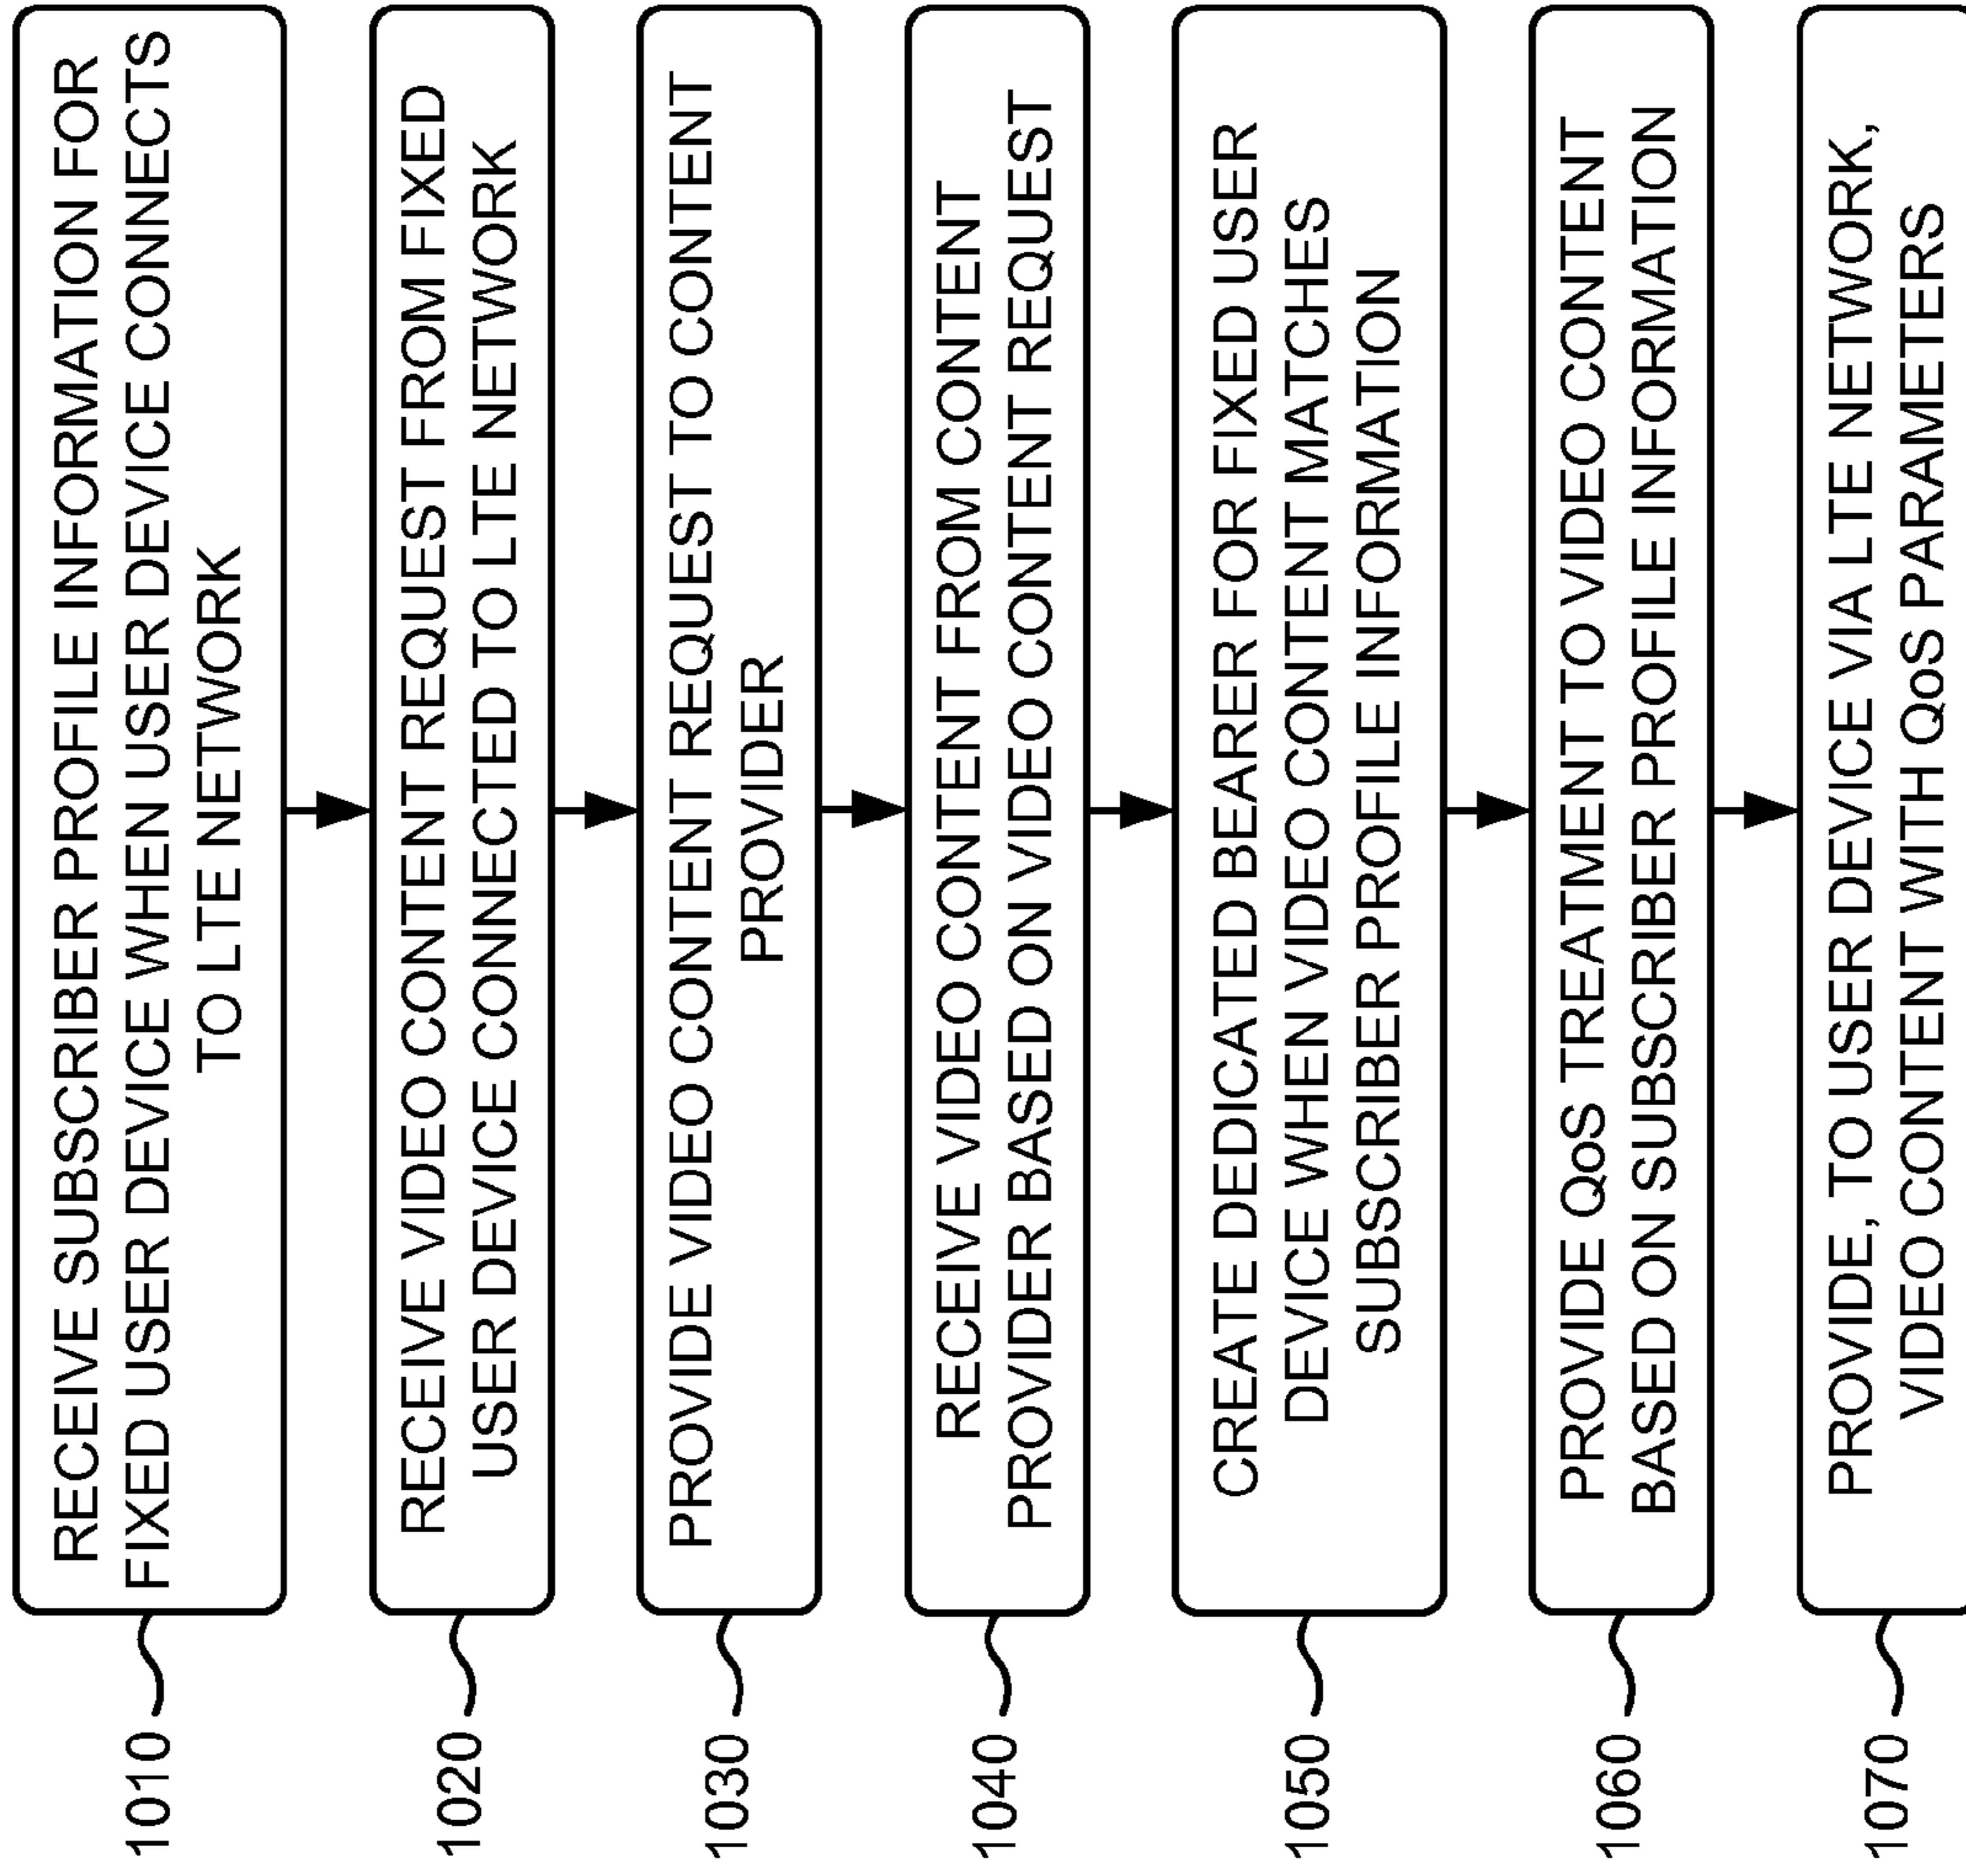 1010
RECEIVE SUBSCRIBER PROFILE INFORMATION FOR
FIXED USER DEVICE WHEN USER DEVICE CONNECTS
TO LTE NETWORK
1020
RECEIVE VIDEO CONTENT REQUEST FROM FIXED
USER DEVICE CONNECTED TO LTE NETWORK
1030
PROVIDE VIDEO CONTENT REQUEST TO CONTENT
PROVIDER
1040
RECEIVE VIDEO CONTENT FROM CONTENT
PROVIDER BASED ON VIDEO CONTENT REQUEST
1050
CREATE DEDICATED BEARER FOR FIXED USER
DEVICE WHEN VIDEO CONTENT MATCHES
SUBSCRIBER PROFILE INFORMATION
1060
PROVIDE QoS TREATMENT TO VIDEO CONTENT
BASED ON SUBSCRIBER PROFILE INFORMATION
1070
PROVIDE, TO USER DEVICE VIA LTE NETWORK,
VIDEO CONTENT WITH QoS PARAMETERS